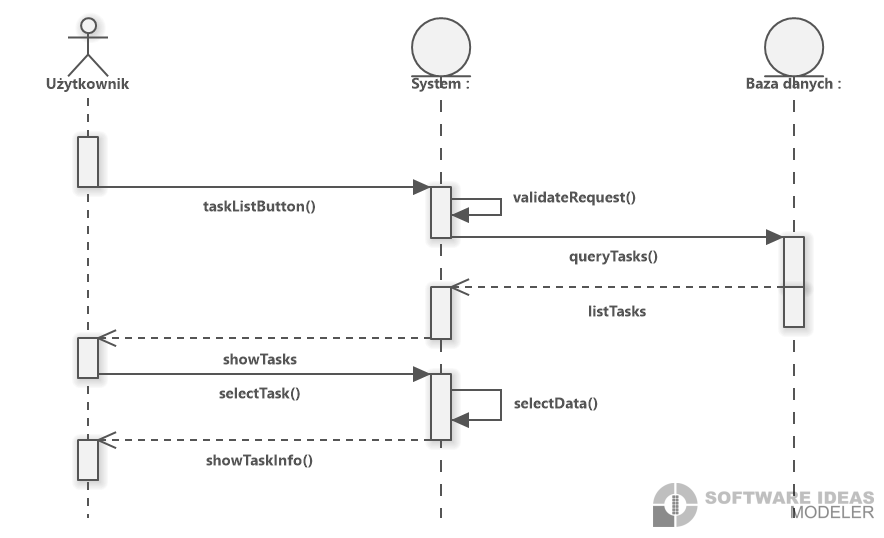 Użytkownik
System :
Baza danych :
taskListButton()
validateRequest()
queryTasks()
listTasks
showTasks
selectTask()
selectData()
showTaskInfo()
SOFTWARE IDEAS
MODELER